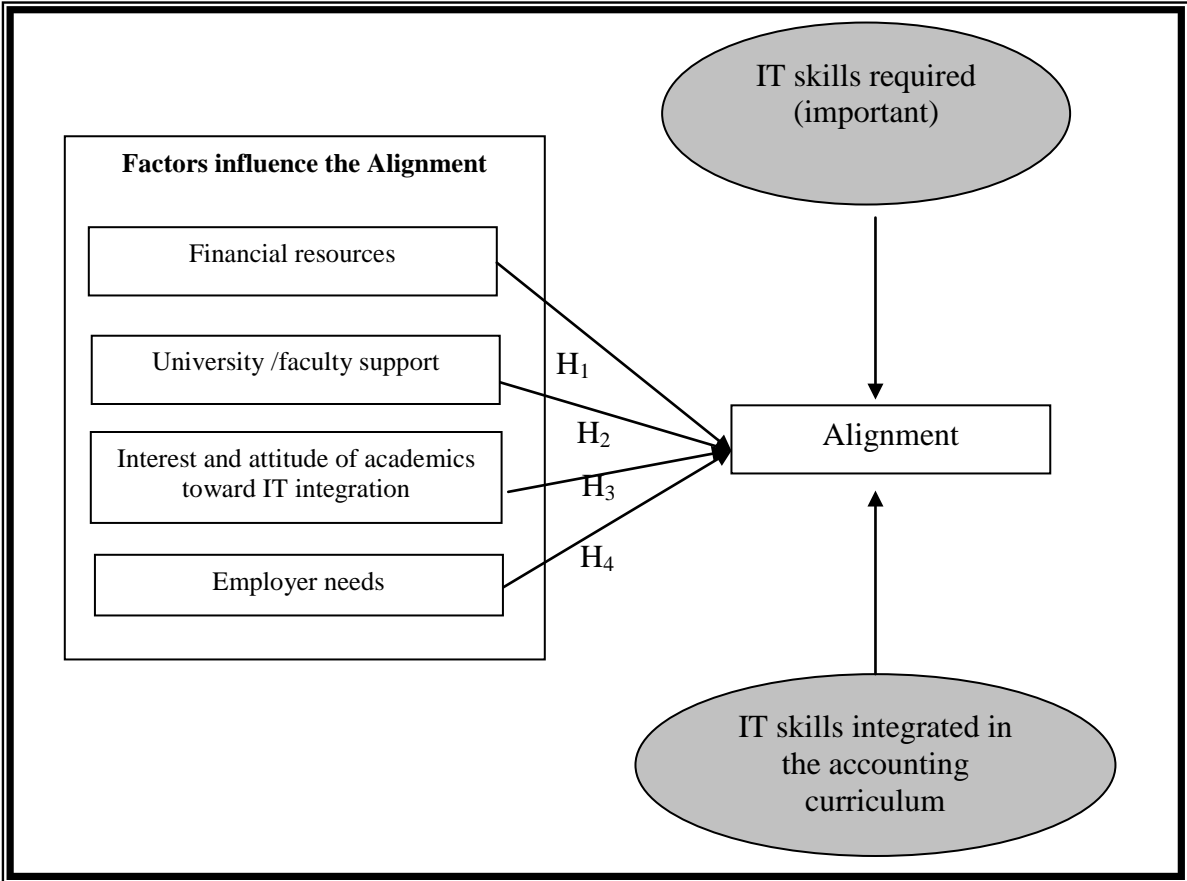 IT skills required
(important)
Factors influence the Alignment
Financial resources
University /faculty support
Interest and attitude of academics
toward IT integration
Employer needs
H₁
H₂
H₃
H₄
Alignment
IT skills integrated in
the accounting
curriculum